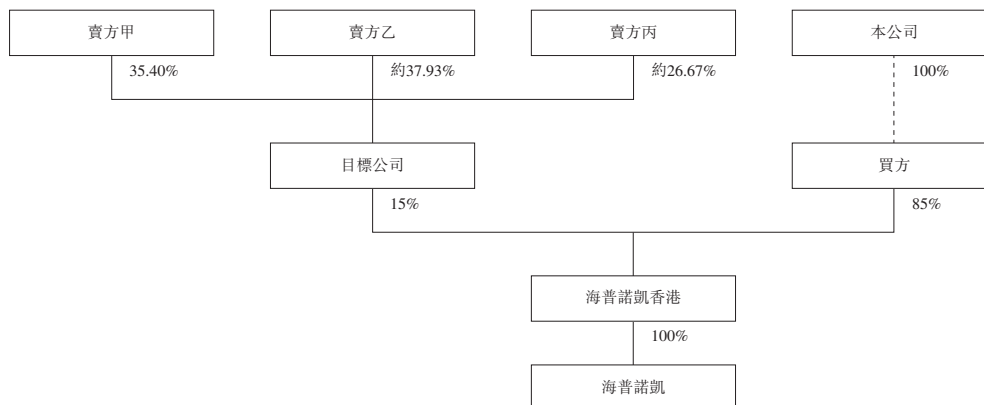 賣方甲
賣方乙
賣方丙
本公司
35.40%
約37.93%
約26.67%
100%
目標公司
買方
15%
85%
海普諾凱香港
100%
海普諾凱